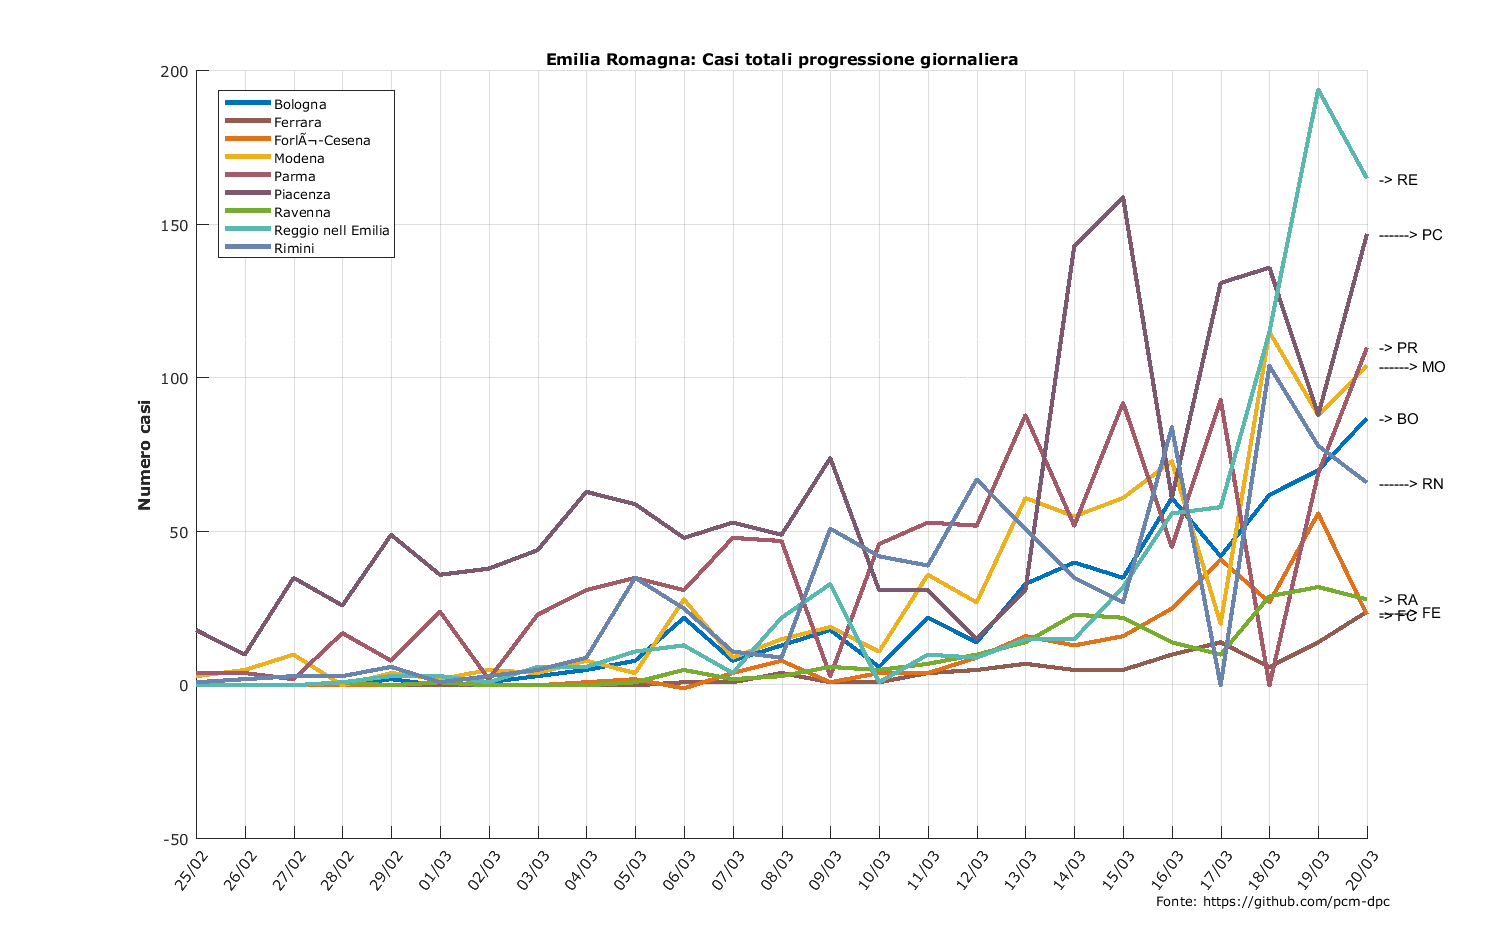 Emilia Romagna: Casi totali progressione giornaliera
200
150
100
50
0
-50
Numero casi
Bologna
Ferrara
ForlÃ¬-Cesena
Modena
Parma
Piacenza
Ravenna
Reggio nell Emilia
Rimini
-> RE
------> PC
-> PR
------> MO
-> BO
------> RN
-> RA
------> FE
-> FC
25/02
26/02
27/02
28/02
29/02
01/03
02/03
03/03
04/03
05/03
06/03
07/03
08/03
09/03
10/03
11/03
12/03
13/03
14/03
15/03
16/03
17/03
18/03
19/03
20/03
Fonte: https://github.com/pcm-dpc